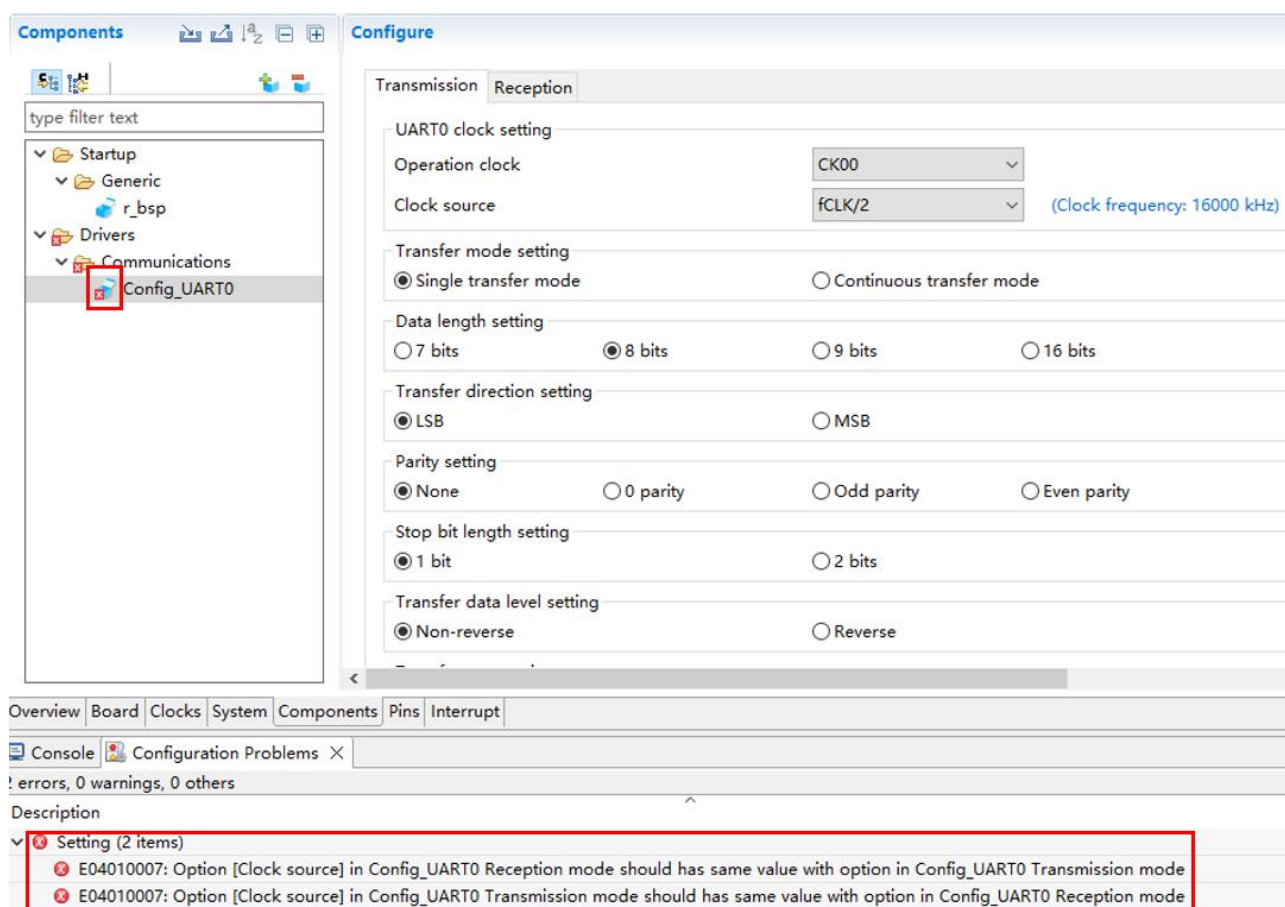 Components
Configure
type filter text
Startup
Generic
r_bsp
Drivers
Communications
Config_UART0
Transmission Reception
UART0 clock setting
Operation clock CK00
Clock source fCLK/2 (Clock frequency: 16000 kHz)
Transfer mode setting
Single transfer mode Continuous transfer mode
Data length setting
7 bits 8 bits 9 bits 16 bits
Transfer direction setting
LSB MSB
Parity setting
None 0 parity Odd parity Even parity
Stop bit length setting
1 bit 2 bits
Transfer data level setting
Non-reverse Reverse
Overview Board Clocks System Components Pins Interrupt
Console Configuration Problems
errors, 0 warnings, 0 others
Description
Setting (2 items)
E04010007: Option [Clock source] in Config_UART0 Reception mode should has same value with option in Config_UART0 Transmission mode
E04010007: Option [Clock source] in Config_UART0 Transmission mode should has same value with option in Config_UART0 Reception mode